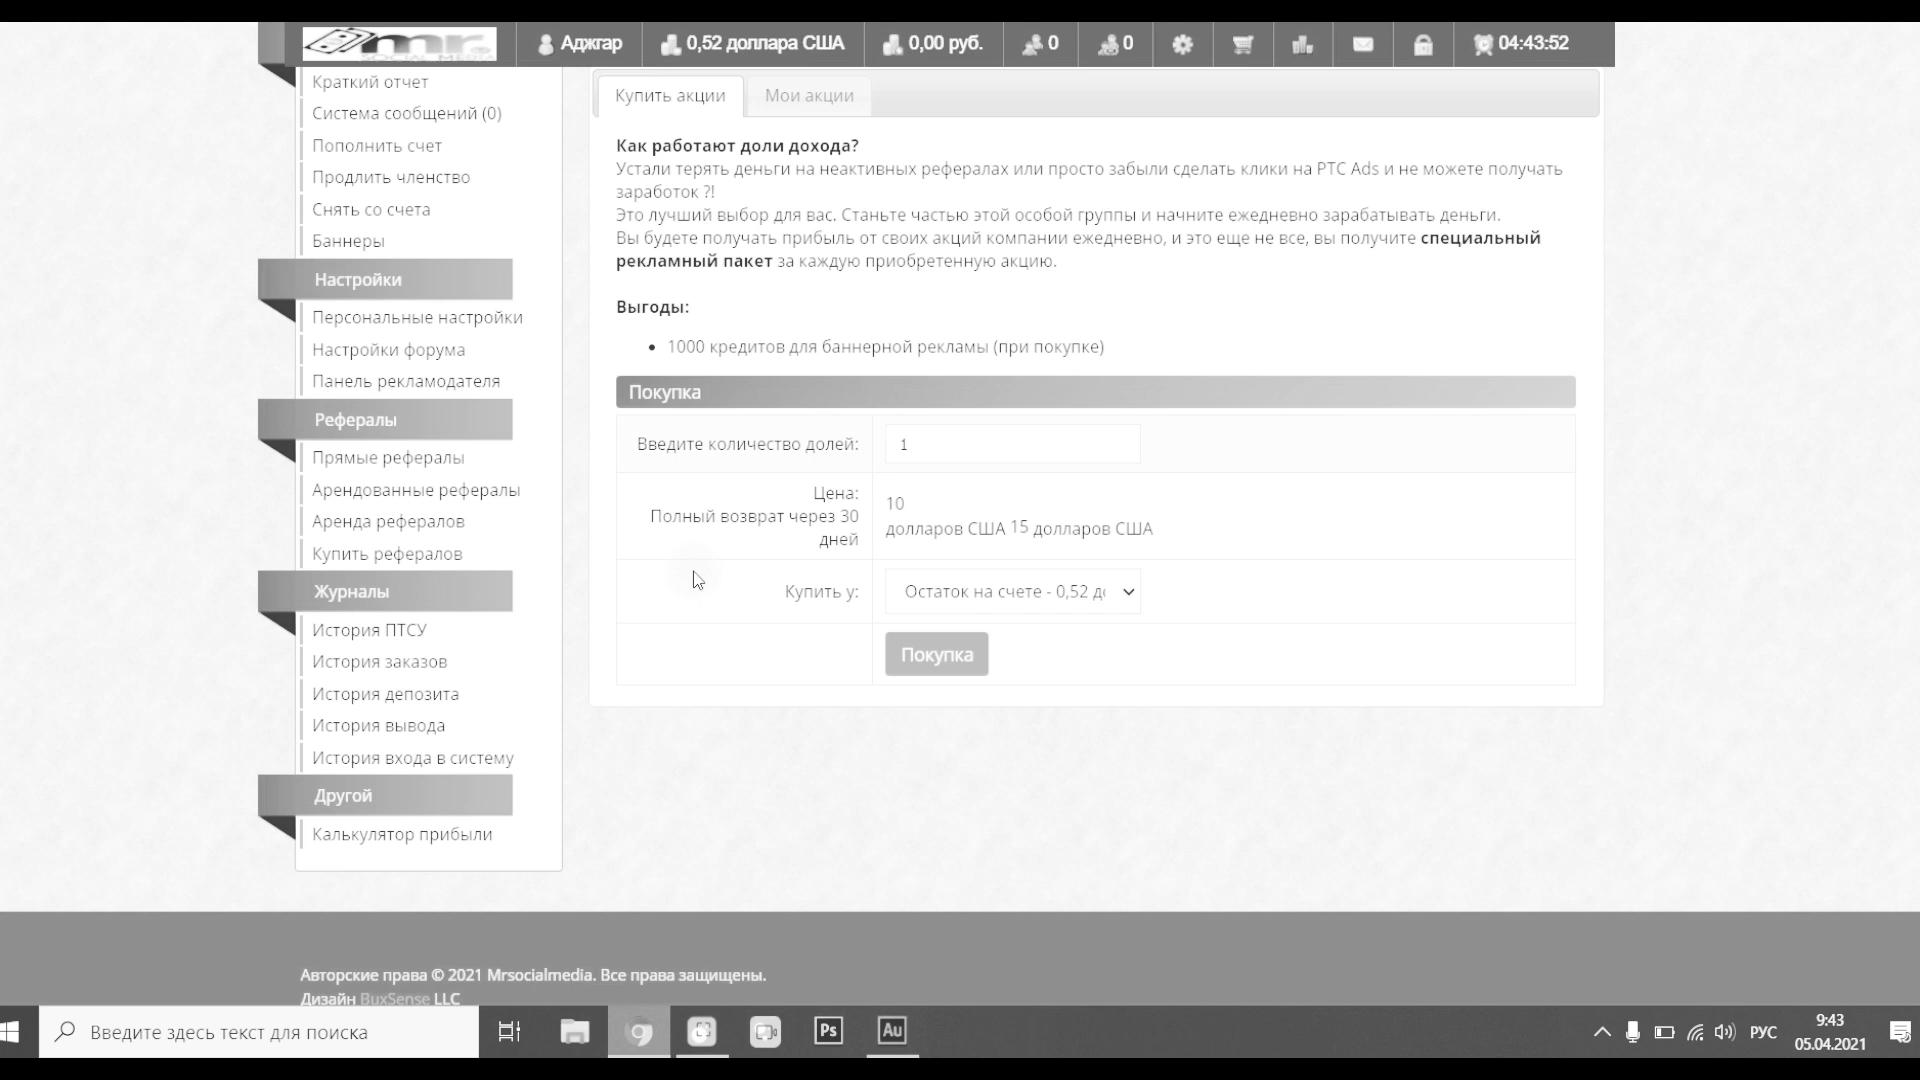 mr.
SOCIAL MEDIA
Аджгар
0,52 доллара США
0,00 руб.
0
0
04:43:52
Краткий отчет
Система сообщений (0)
Пополнить счет
Продлить членство
Снять со счета
Баннеры
Настройки
Персональные настройки
Настройки форума
Панель рекламодателя
Рефералы
Прямые рефералы
Арендованные рефералы
Аренда рефералов
Купить рефералов
Журналы
История ПТСУ
История заказов
История депозита
История вывода
История входа в систему
Другой
Калькулятор прибыли
Купить акции
Мои акции
Как работают доли дохода?
Устали терять деньги на неактивных рефералах или просто забыли сделать клики на PTC Ads и не можете получать
заработок ?!
Это лучший выбор для вас. Станьте частью этой особой группы и начните ежедневно зарабатывать деньги.
Вы будете получать прибыль от своих акций компании ежедневно, и это еще не все, вы получите специальный
рекламный пакет за каждую приобретенную акцию.
Выгоды:
1000 кредитов для баннерной рекламы (при покупке)
Покупка
Введите количество долей:
1
Цена:
Полный возврат через 30
дней
10
долларов США 15 долларов США
Купить у:
Остаток на счете - 0,52 до
Покупка
Авторские права © 2021 Mrsocialmedia. Все права защищены.
Дизайн BuxSense LLC
Введите здесь текст для поиска
Ps
Au
РУС
9:43
05.04.2021